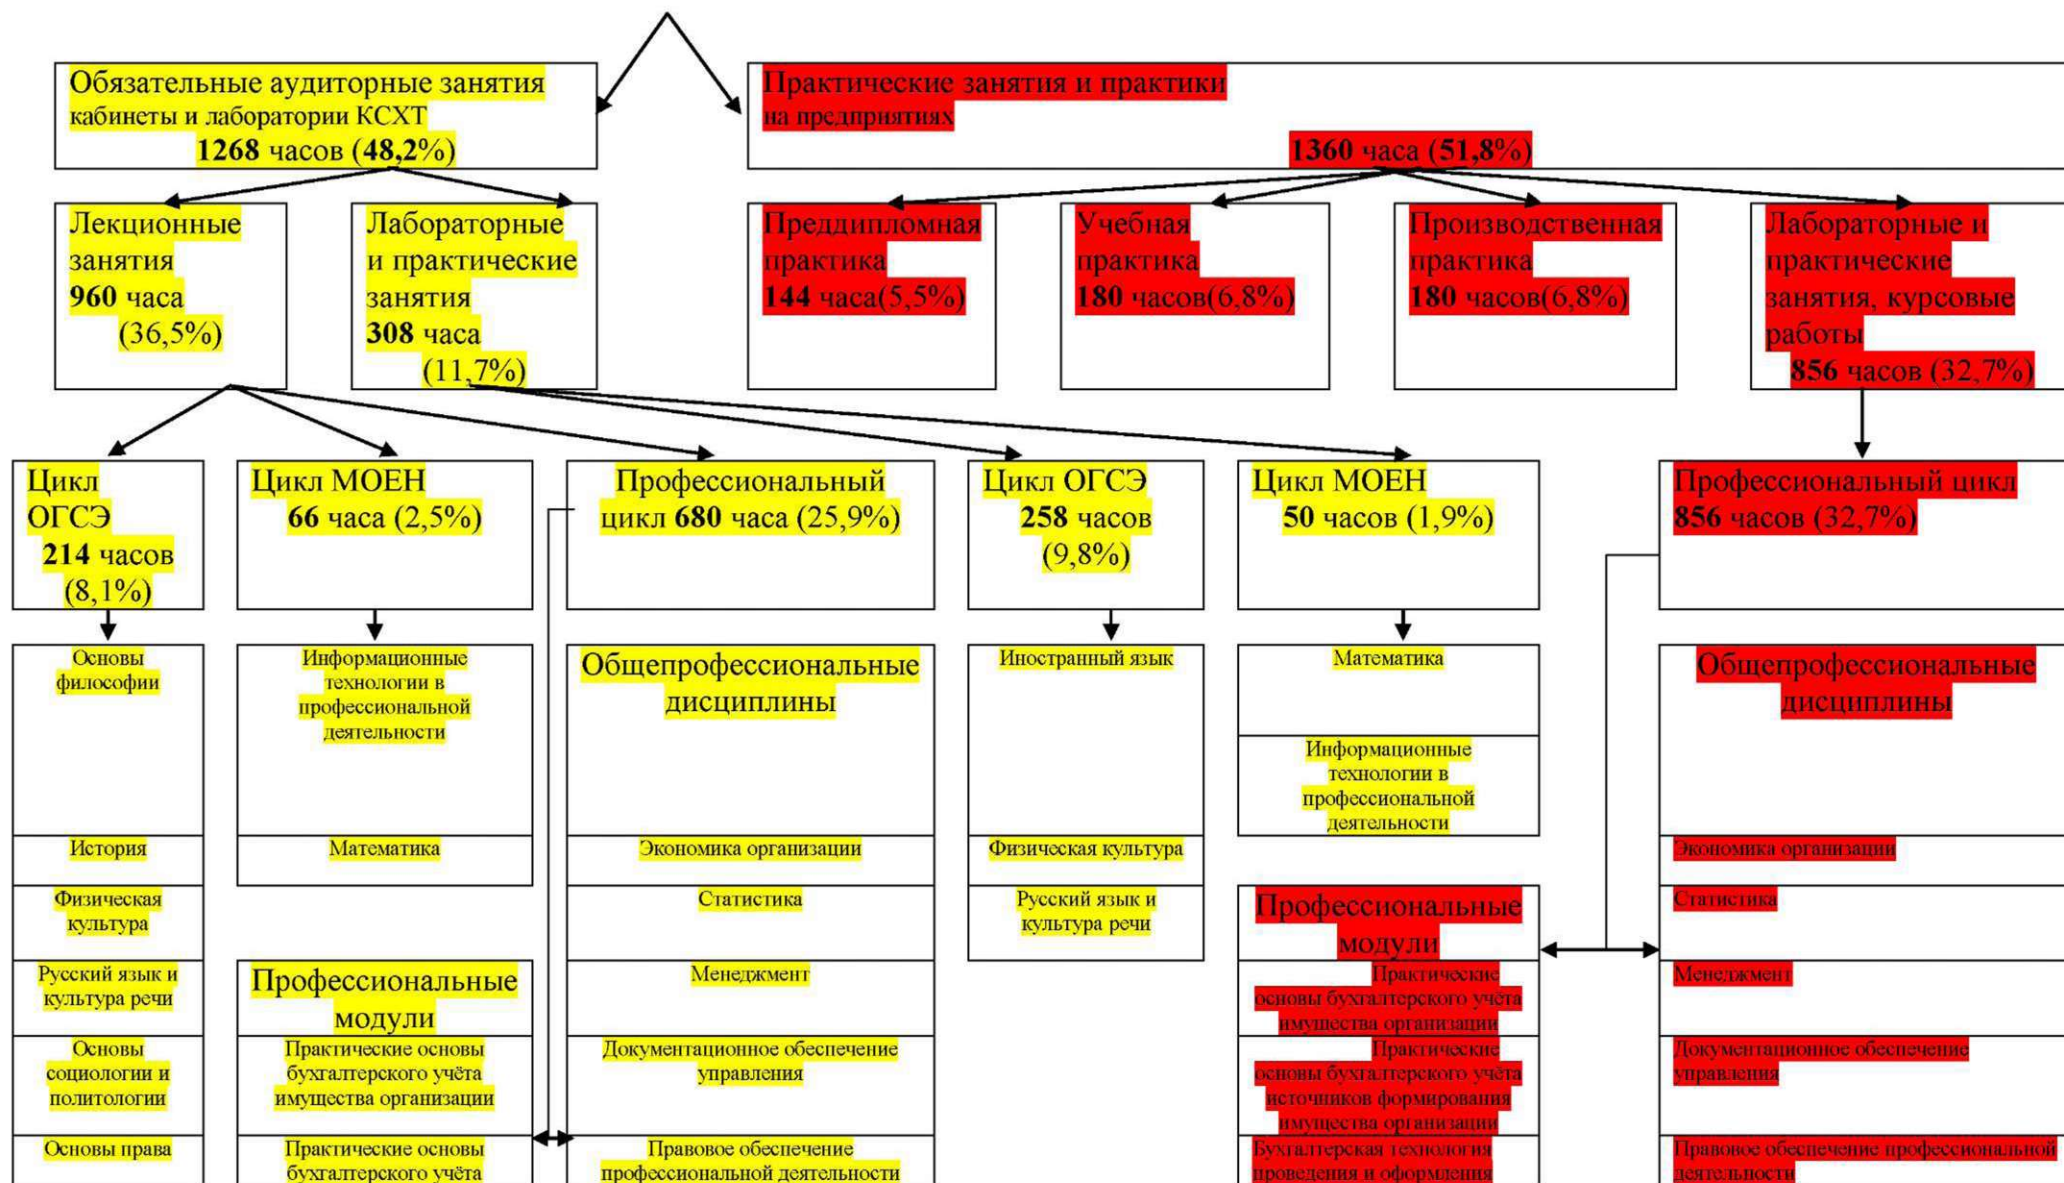 Обязательные аудиторные занятия
кабинеты и лаборатории КСХТ
1268 часов (48,2%)
Практические занятия и практики
на предприятиях
1360 часа (51,8%)
Лекционные
занятия
960 часа
(36,5%)
Лабораторные
и практические
занятия
308 часа
(11,7%)
Преддипломная
практика
144 часа(5,5%)
Учебная
практика
180 часов(6,8%)
Производственная
практика
180 часов(6,8%)
Лабораторные и
практические
занятия, курсовые
работы
856 часов (32,7%)
Цикл
ОГСЭ
214 часов
(8,1%)
Цикл МОЕН
66 часа (2,5%)
Профессиональный
цикл 680 часа (25,9%)
Цикл ОГСЭ
258 часов
(9,8%)
Цикл МОЕН
50 часов (1,9%)
Профессиональный цикл
856 часов (32,7%)
Основы
философии
История
Физическая
культура
Русский язык и
культура речи
Основы
социологии и
политологии
Основы права
Информационные
технологии в
профессиональной
деятельности
Математика
Профессиональные
модули
Практические основы
бухгалтерского учёта
имущества организации
Практические основы
бухгалтерского учёта
Общепрофессиональные
дисциплины
Экономика организации
Статистика
Менеджмент
Документационное обеспечение
управления
Правовое обеспечение
профессиональной деятельности
Иностранный язык
Физическая культура
Русский язык и
культура речи
Математика
Информационные
технологии в
профессиональной
деятельности
Профессиональные
модули
Практические
основы бухгалтерского учёта
имущества организации
Практические
основы бухгалтерского учёта
источников формирования
имущества организации
Бухгалтерская технология
проведения и оформления
Общепрофессиональные
дисциплины
Экономика организации
Статистика
Менеджмент
Документационное обеспечение
управления
Правовое обеспечение профессиональной
деятельности